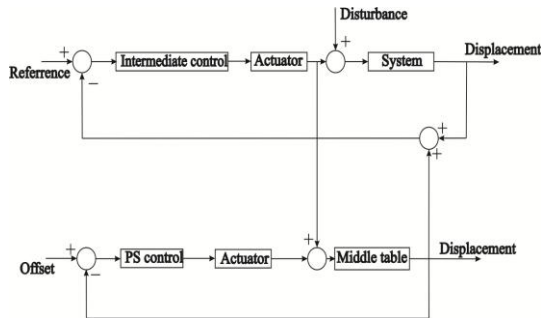 Disturbance
+
+
Displacement
Referrence
Intermediate control
Actuator
System
−
+
+
+
+
Displacement
Offset
PS control
Actuator
Middle table
−